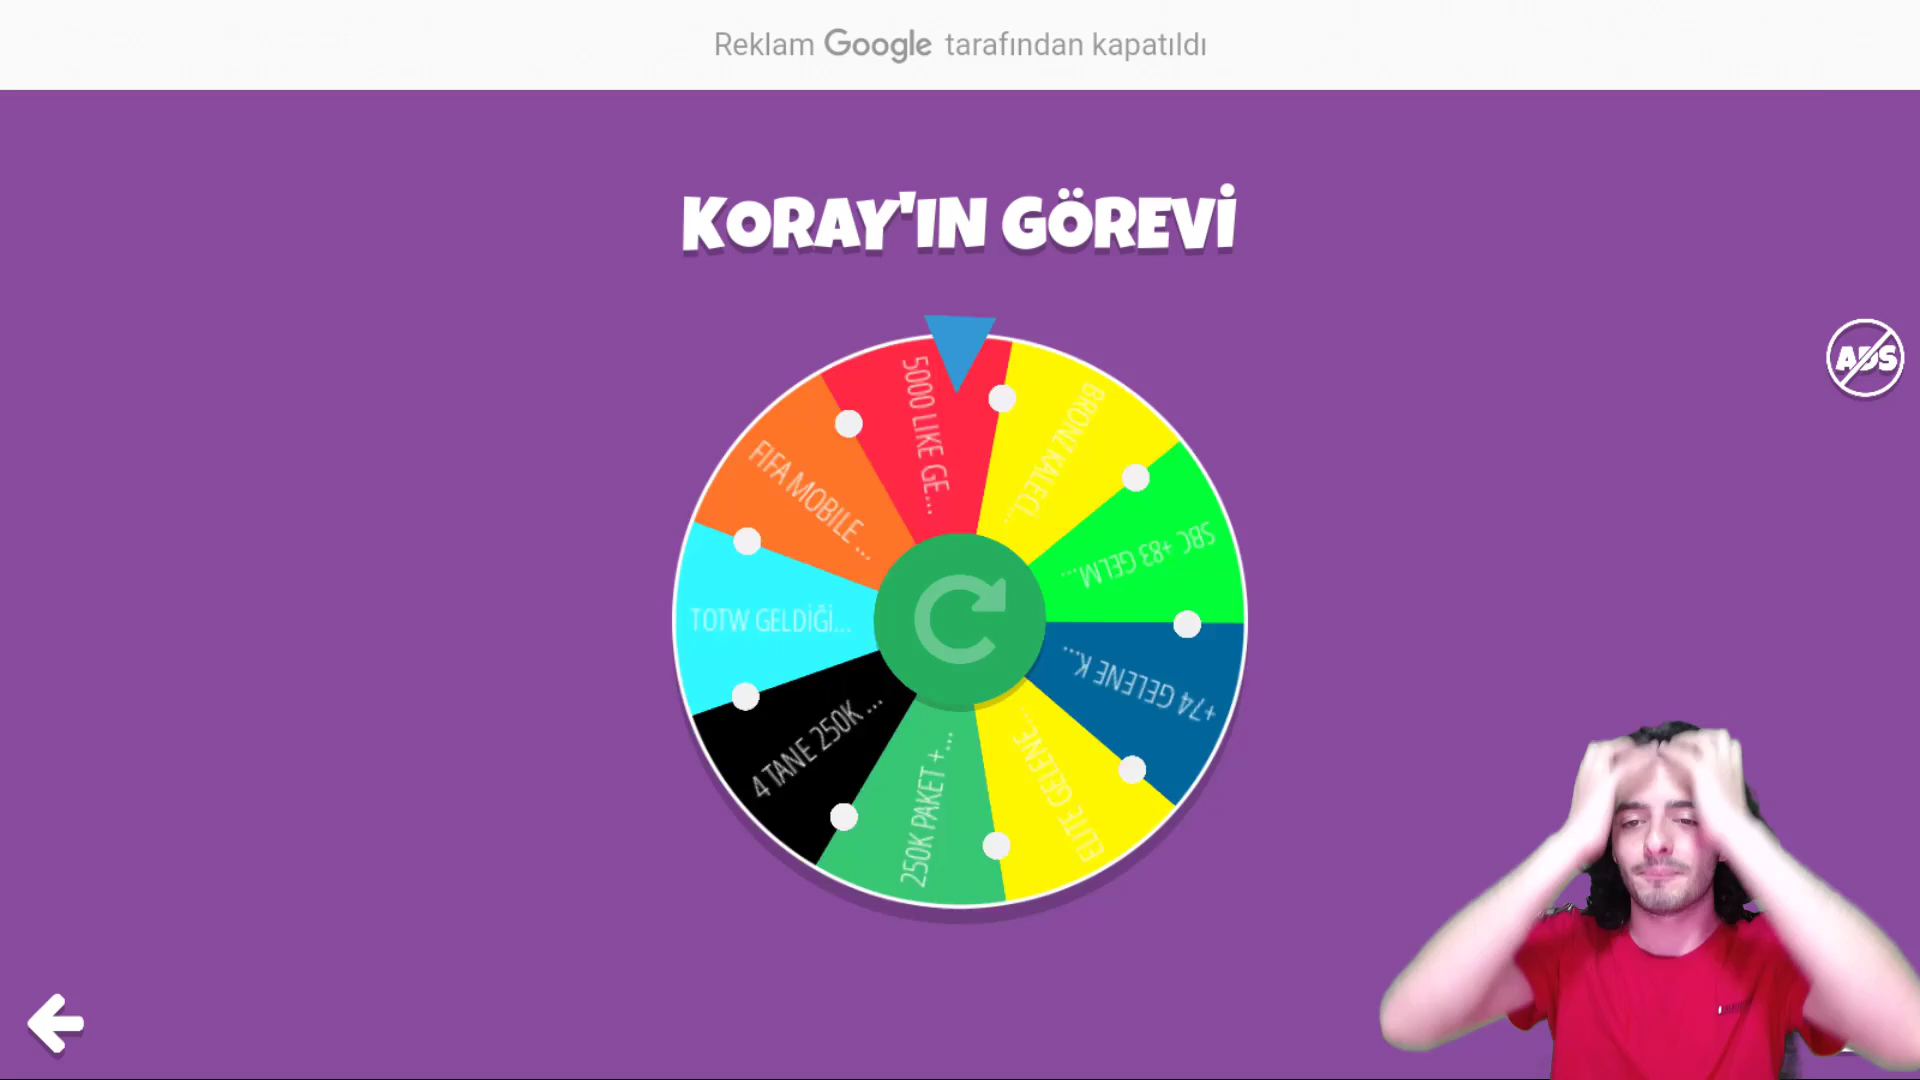 Reklam Google tarafından kapatıldı
KORAY'IN GÖREVİ
5000 LIKE GE...
BRONZ KALECİ...
SBC +83 GELM...
+74 GELENE K...
ELITE GELENE...
250K PAKET +...
4 TANE 250K ...
TOTW GELDİĞİ...
FIFA MOBILE ...
ADS